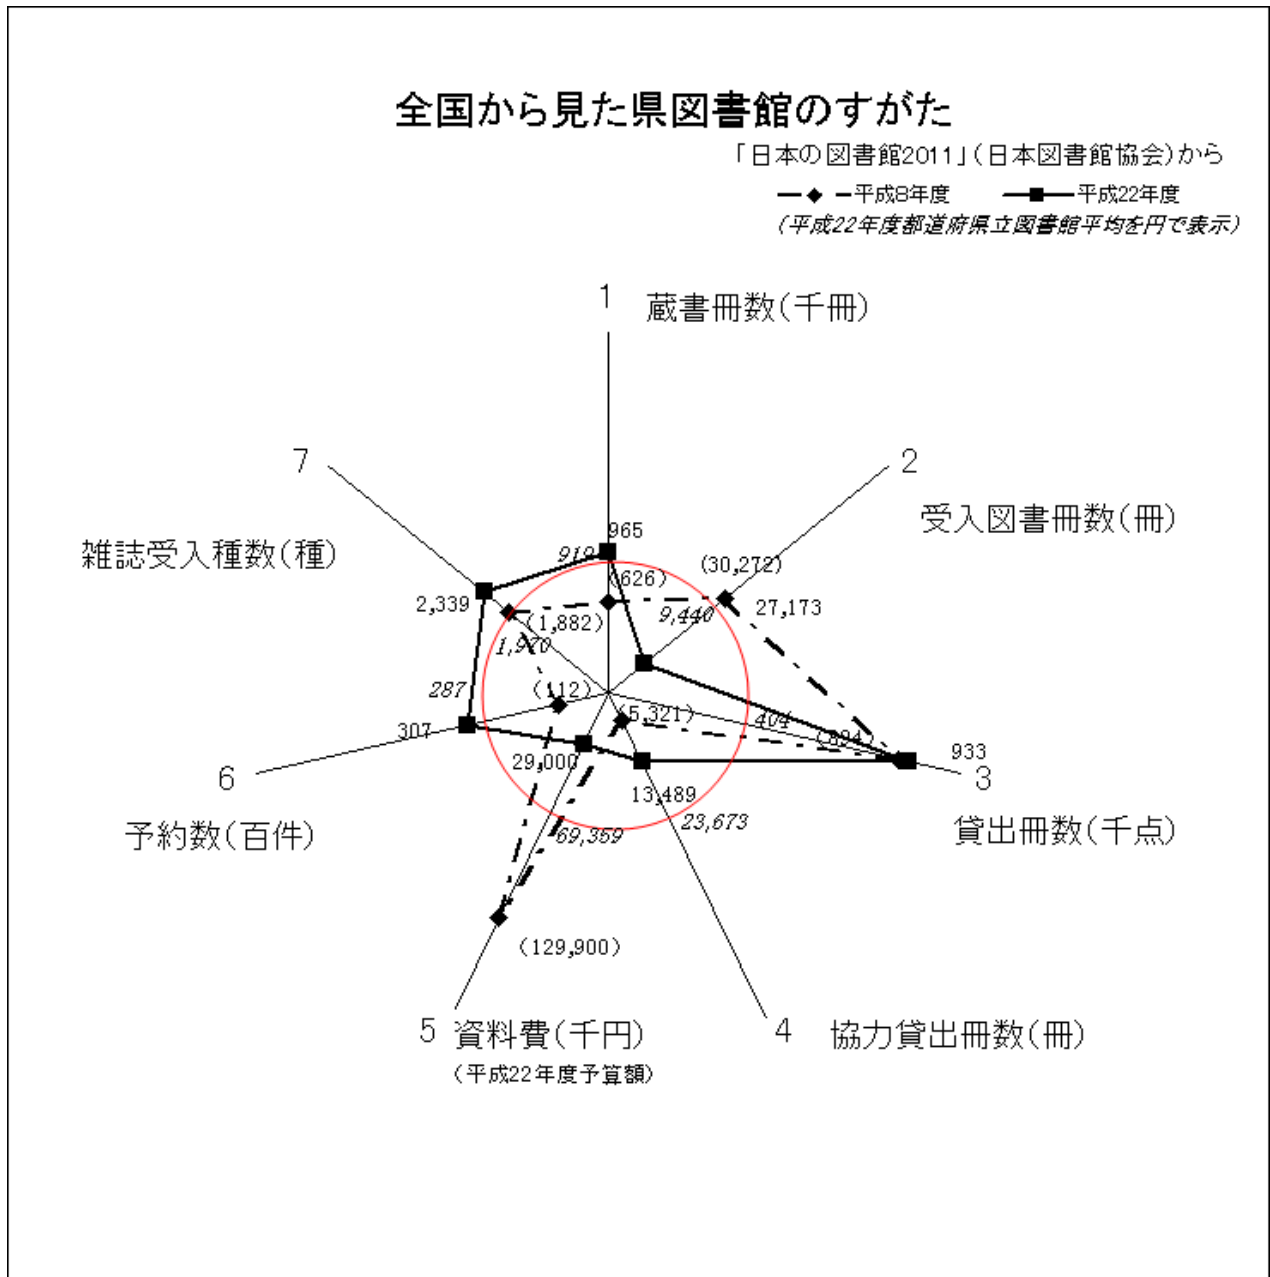 全国から見た県図書館のすがた
「日本の図書館2011」(日本図書館協会)から
平成8年度 平成22年度
(平成22年度都道府県立図書館平均を円で表示)
1 蔵書冊数(千冊)
2
受入図書冊数(冊)
7
雑誌受入種数(種)
965
919
(626)
(30,272)
9,440
27,173
2,339
(1,882)
1,970
287
(112)
307
(5,321)
404
933
3
貸出冊数(千点)
6
予約数(百件)
29,000
13,489
23,673
69,359
(129,900)
5 資料費(千円)
(平成22年度予算額)
4 協力貸出冊数(冊)